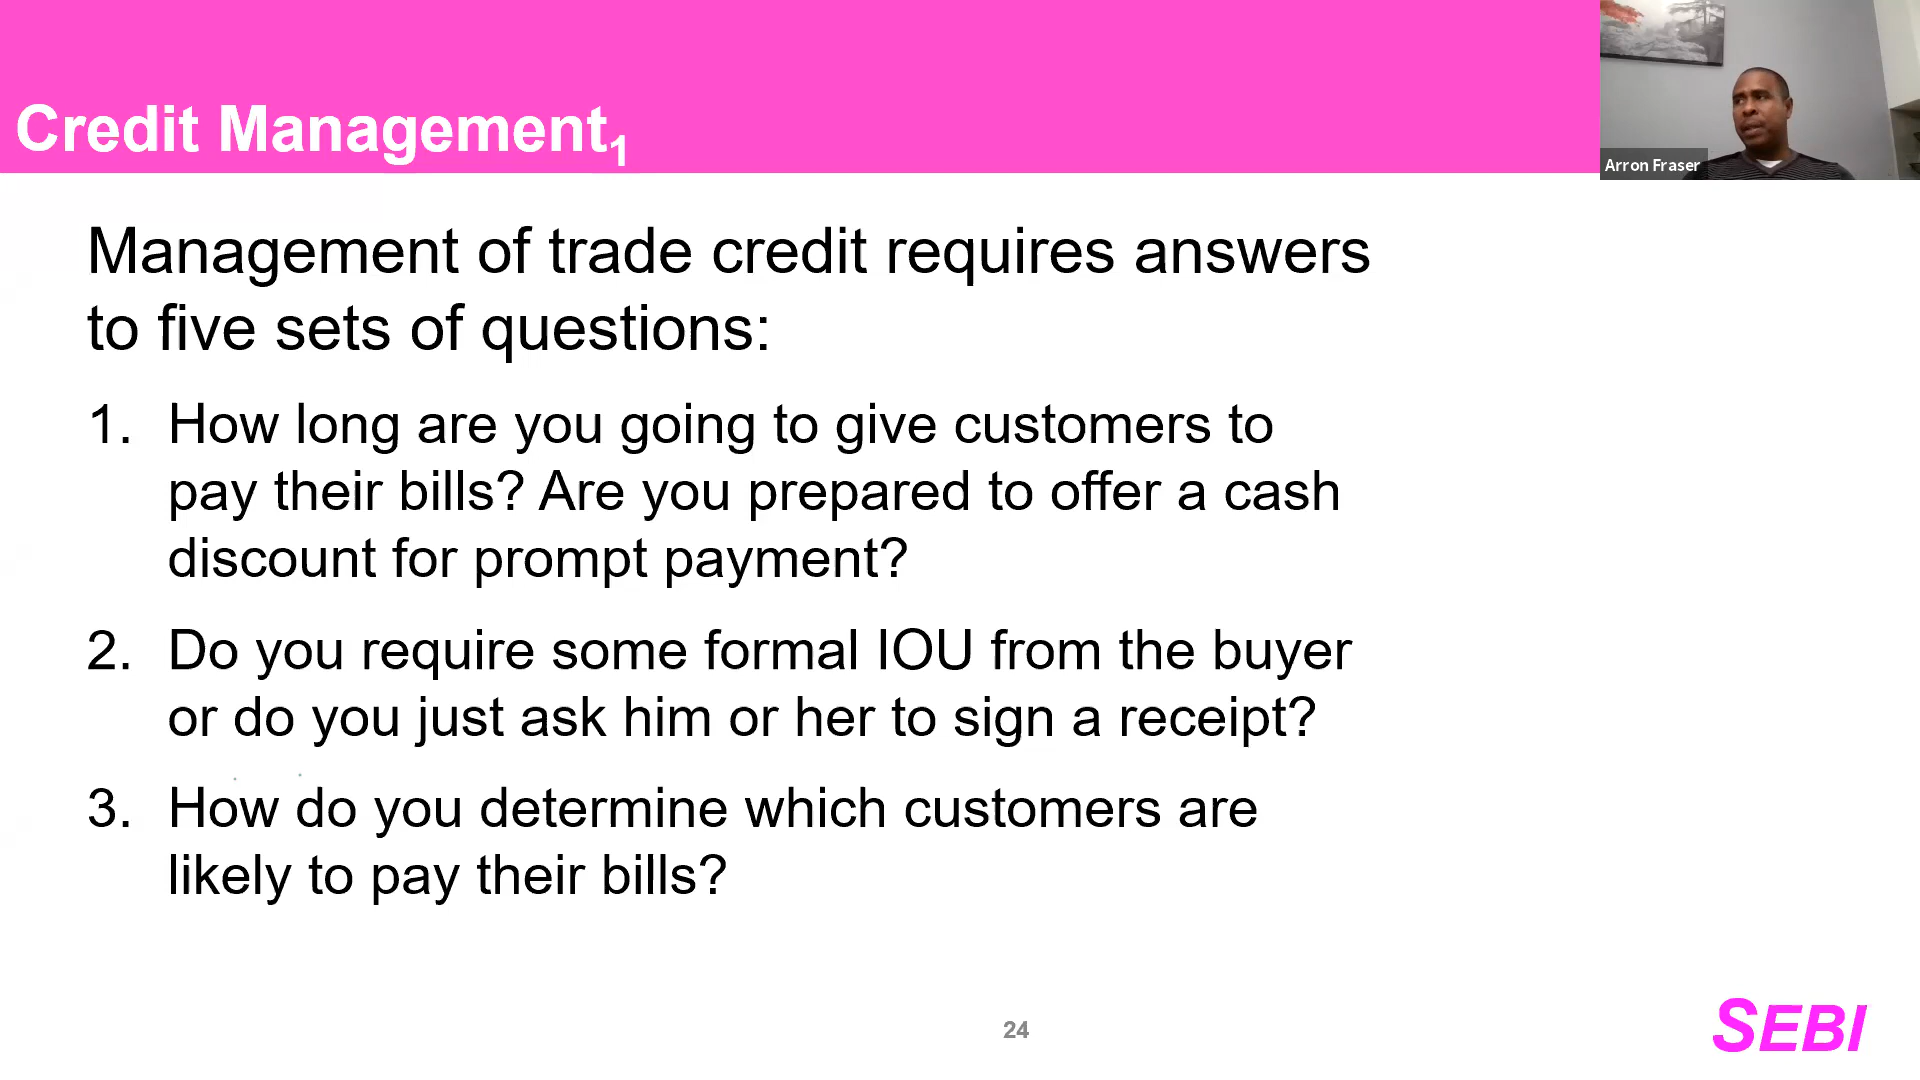 Credit Management1
Arron Fraser
Management of trade credit requires answers
to five sets of questions:
1. How long are you going to give customers to
pay their bills? Are you prepared to offer a cash
discount for prompt payment?
2. Do you require some formal IOU from the buyer
or do you just ask him or her to sign a receipt?
3. How do you determine which customers are
likely to pay their bills?
24
SEBI